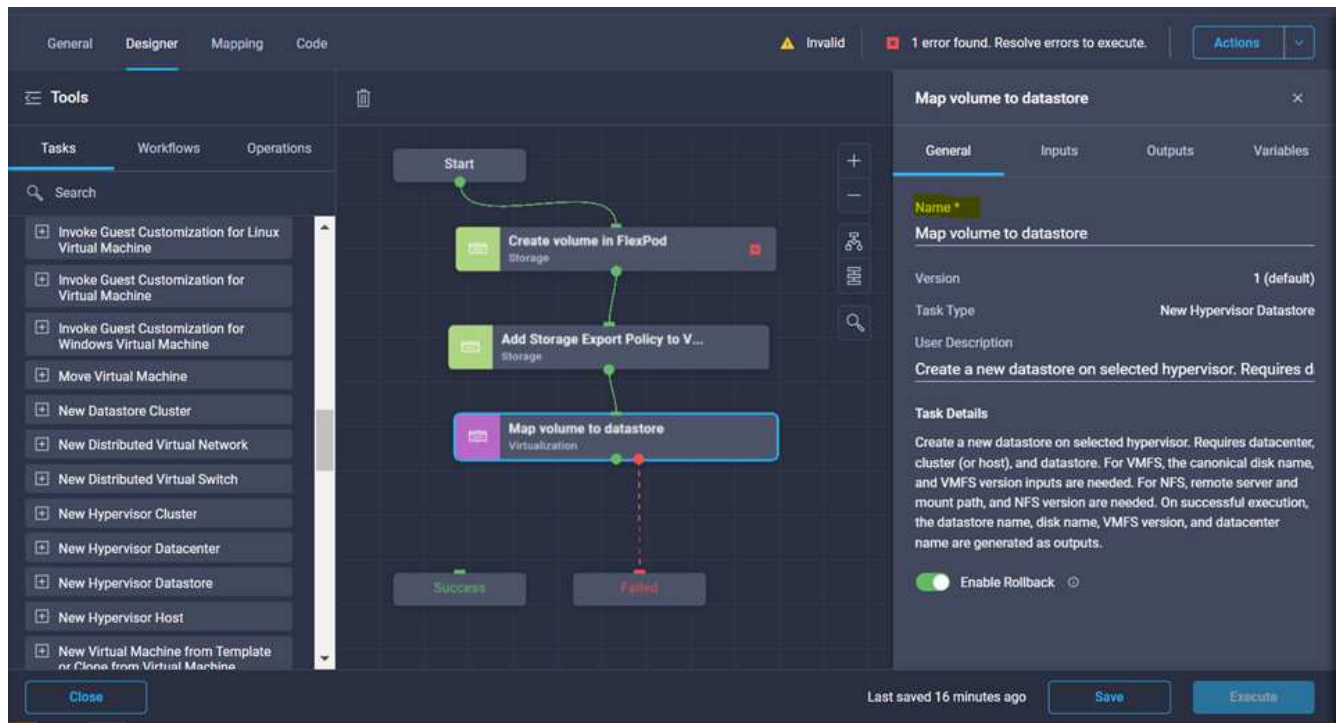 General Designer Mapping Code Invalid 1 error found. Resolve errors to execute. Actions
Tools
Tasks Workflows Operations
Search
Invoke Guest Customization for Linux
Virtual Machine
Invoke Guest Customization for
Virtual Machine
Invoke Guest Customization for
Windows Virtual Machine
Move Virtual Machine
New Datastore Cluster
New Distributed Virtual Network
New Distributed Virtual Switch
New Hypervisor Cluster
New Hypervisor Datacenter
New Hypervisor Datastore
New Hypervisor Host
New Virtual Machine from Template
or Clone from Virtual Machine
Start
Create volume in FlexPod
Storage
Add Storage Export Policy to V...
Storage
Map volume to datastore
Virtualization
Success Failed
Map volume to datastore
General Inputs Outputs Variables
Name *
Map volume to datastore
Version 1 (default)
Task Type New Hypervisor Datastore
User Description
Create a new datastore on selected hypervisor. Requires d
Task Details
Create a new datastore on selected hypervisor. Requires datacenter,
cluster (or host), and datastore. For VMFS, the canonical disk name,
and VMFS version inputs are needed. For NFS, remote server and
mount path, and NFS version are needed. On successful execution,
the datastore name, disk name, VMFS version, and datacenter
name are generated as outputs.
Enable Rollback
Close Last saved 16 minutes ago Save Execute